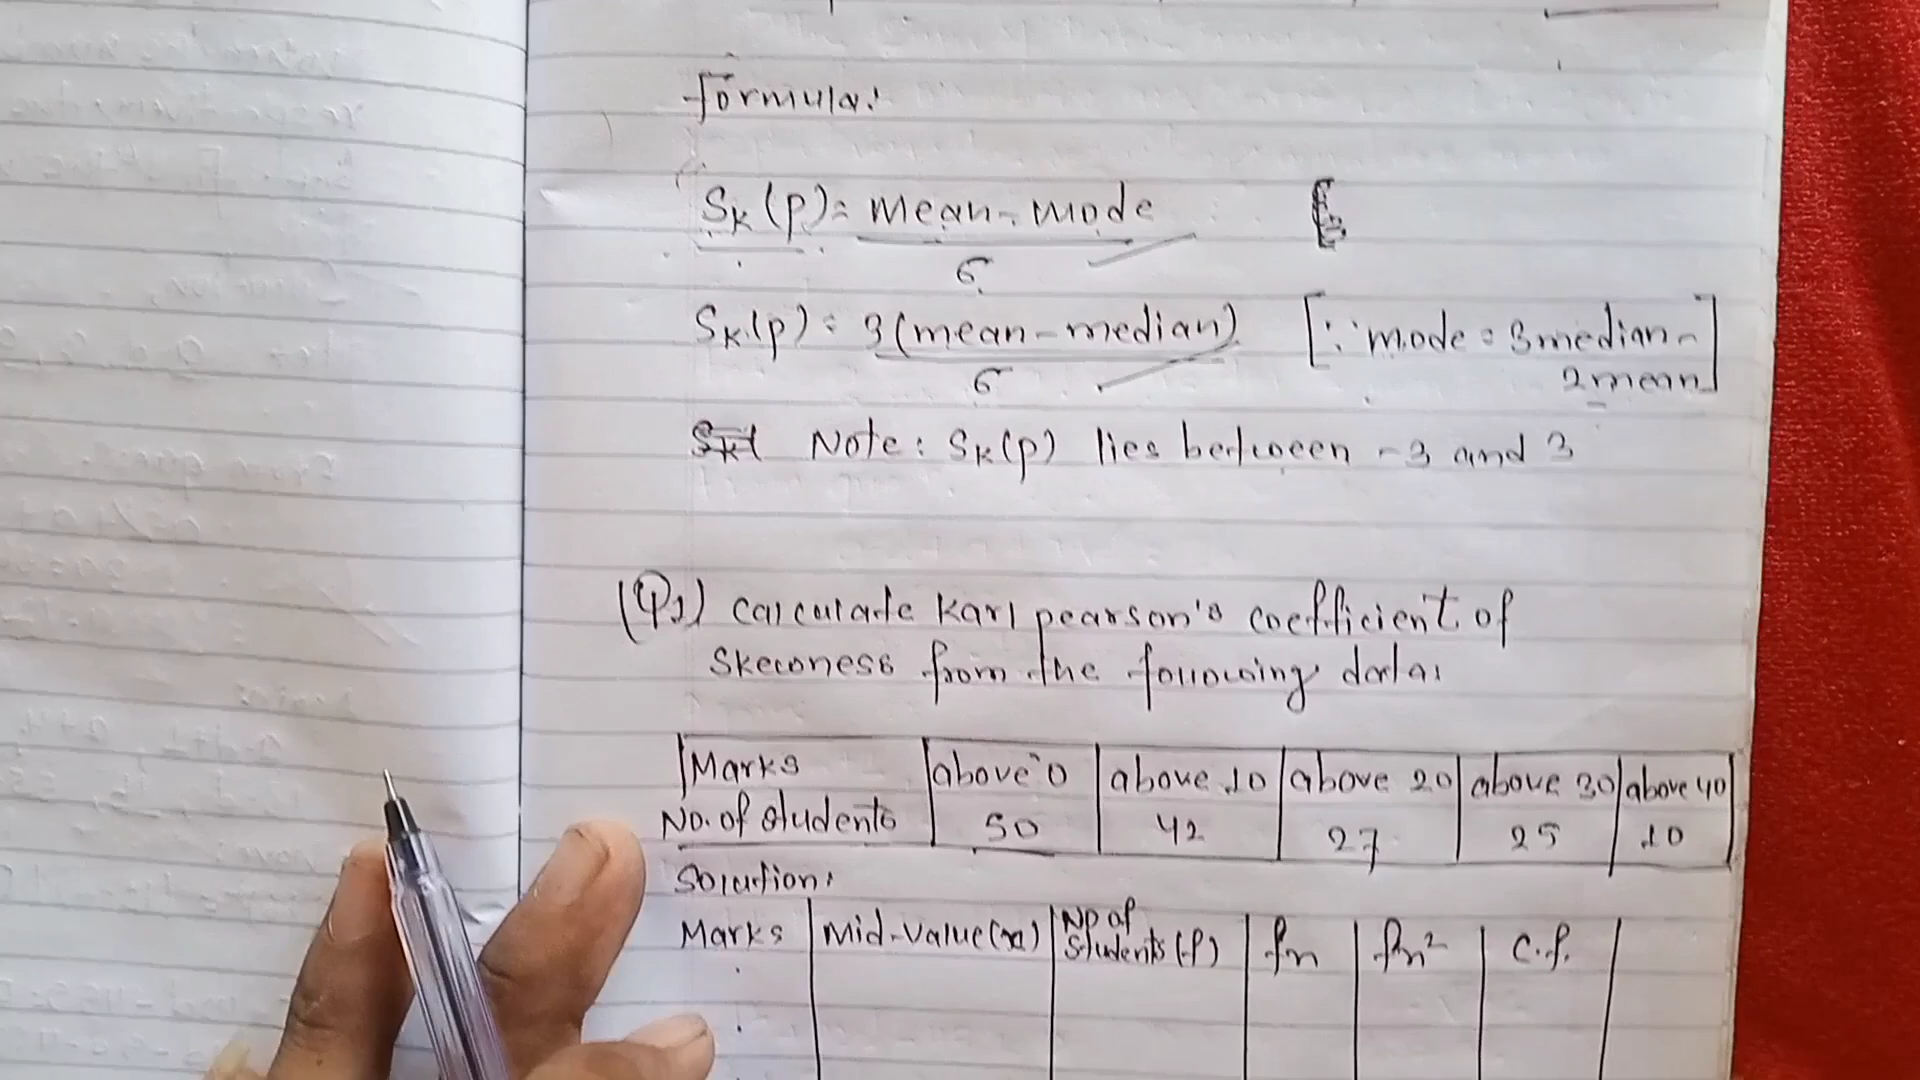 Formula:
Sk(p) = mean - mode
σ
Sk(p) = 3(mean - median) [∵ mode = 3median -
σ 2mean]
Note: Sk(p) lies between -3 and 3
(Q1) calculate Karl pearson's coefficient of
skewness from the following data:
Marks above 0 above 10 above 20 above 30 above 40
No. of students 50 42 27 25 10
Solution:
Marks Mid-value(x) No of students (f) fx fx² c.f.